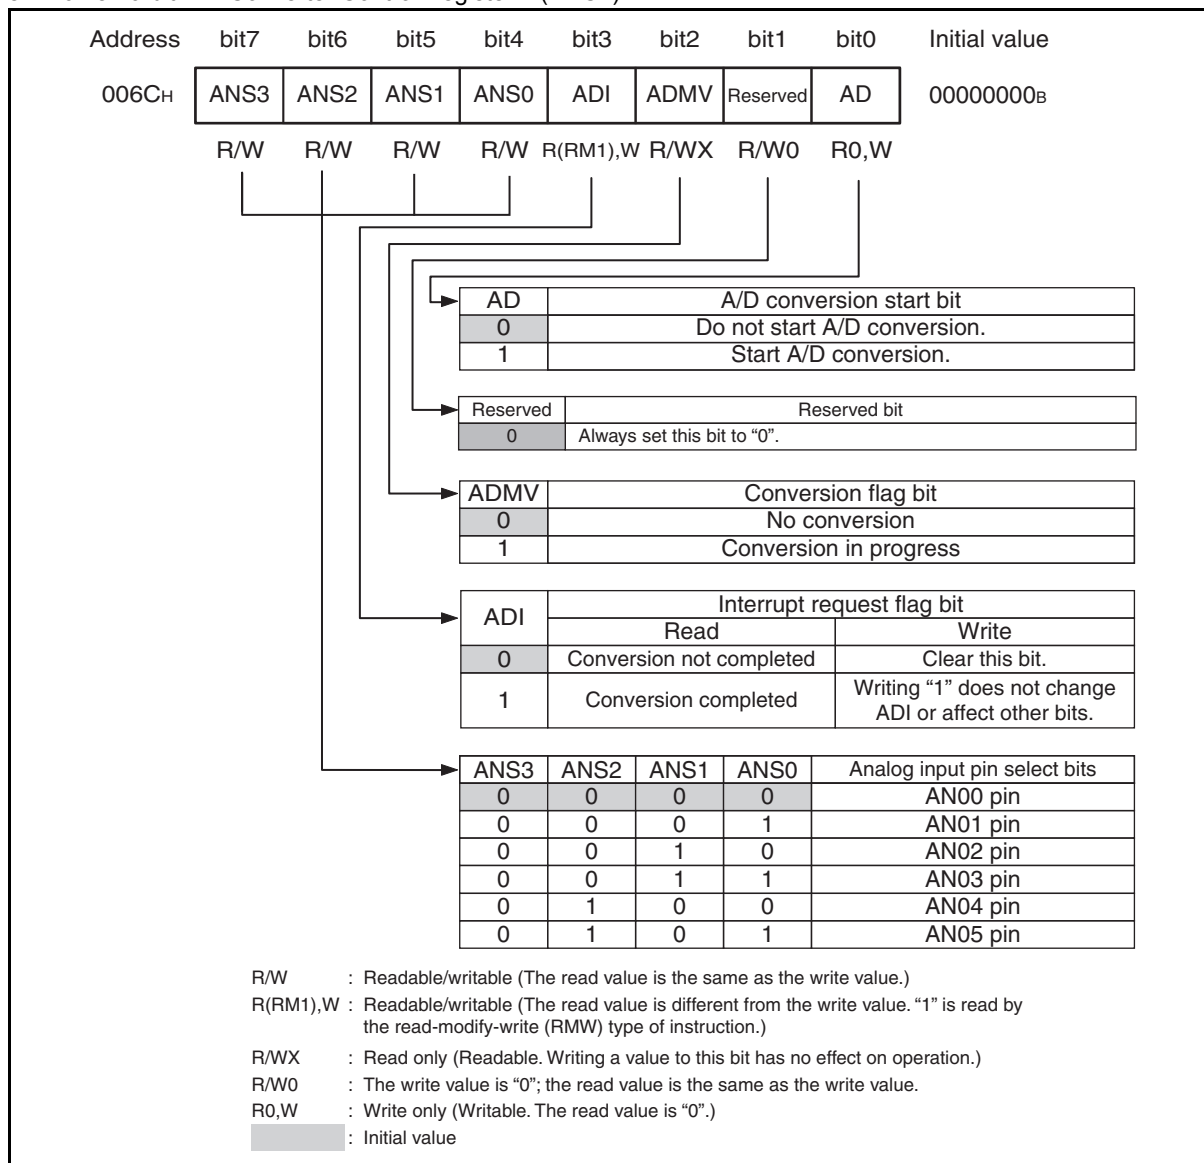 Address bit7 bit6 bit5 bit4 bit3 bit2 bit1 bit0 Initial value
006CH ANS3 ANS2 ANS1 ANS0 ADI ADMV Reserved AD 00000000B
R/W R/W R/W R/W R(RM1),W R/WX R/W0 R0,W
AD A/D conversion start bit
0 Do not start A/D conversion.
1 Start A/D conversion.
Reserved Reserved bit
0 Always set this bit to “0”.
ADMV Conversion flag bit
0 No conversion
1 Conversion in progress
ADI Interrupt request flag bit
Read Write
0 Conversion not completed Clear this bit.
1 Conversion completed Writing “1” does not change
ADI or affect other bits.
ANS3 ANS2 ANS1 ANS0 Analog input pin select bits
0 0 0 0 AN00 pin
0 0 0 1 AN01 pin
0 0 1 0 AN02 pin
0 0 1 1 AN03 pin
0 1 0 0 AN04 pin
0 1 0 1 AN05 pin
R/W : Readable/writable (The read value is the same as the write value.)
R(RM1),W : Readable/writable (The read value is different from the write value. “1” is read by
the read-modify-write (RMW) type of instruction.)
R/WX : Read only (Readable. Writing a value to this bit has no effect on operation.)
R/W0 : The write value is “0”; the read value is the same as the write value.
R0,W : Write only (Writable. The read value is “0”.)
: Initial value